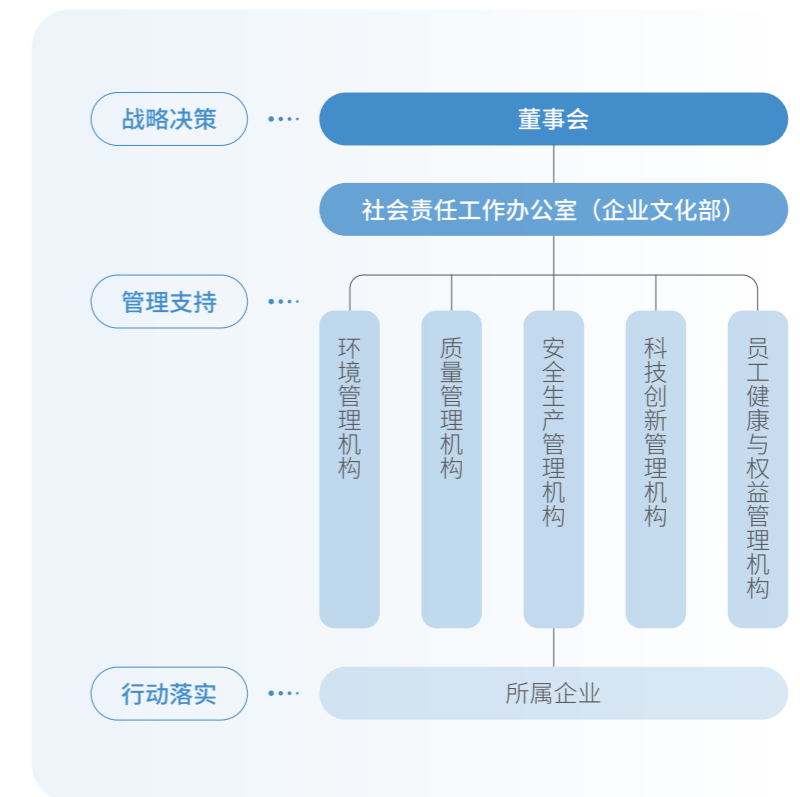 战略决策
董事会
社会责任工作办公室（企业文化部）
管理支持
环境管理机构
质量管理机构
安全生产管理机构
科技创新管理机构
员工健康与权益管理机构
行动落实
所属企业